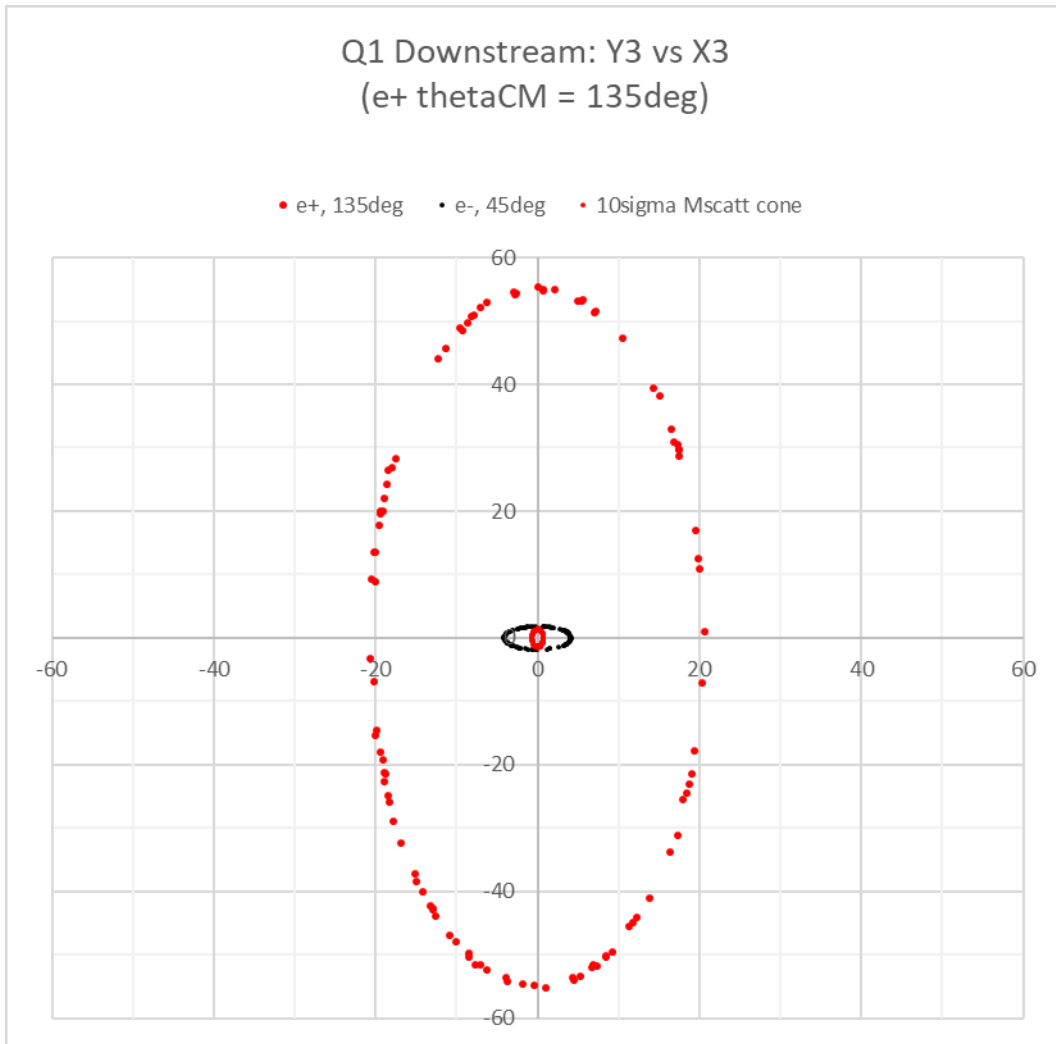 Q1 Downstream: Y3 vs X3
(e+ thetaCM = 135deg)
e+, 135deg e-, 45deg 10sigma Mscatt cone
60
40
20
0
-60 -40 -20 0 20 40 60
-20
-40
-60